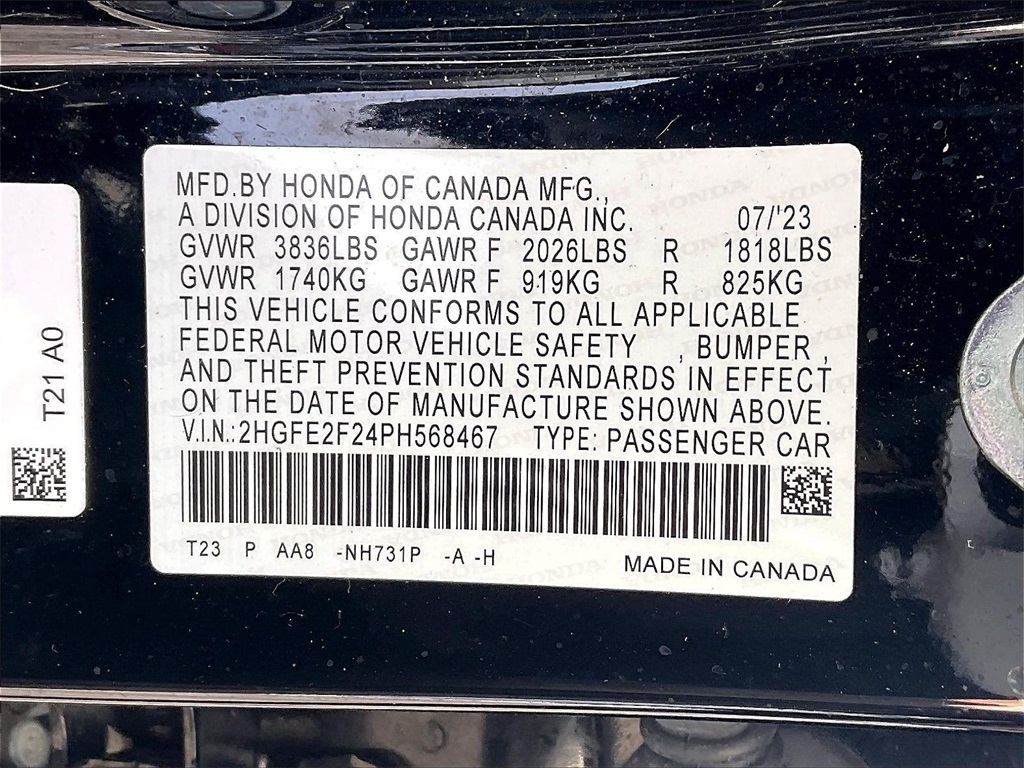 MFD.BY HONDA OF CANADA MFG.,
A DIVISION OF HONDA CANADA INC. 07/'23
GVWR 3836LBS GAWR F 2026LBS R 1818LBS
GVWR 1740KG GAWR F 919KG R 825KG
THIS VEHICLE CONFORMS TO ALL APPLICABLE
FEDERAL MOTOR VEHICLE SAFETY , BUMPER ,
AND THEFT PREVENTION STANDARDS IN EFFECT
ON THE DATE OF MANUFACTURE SHOWN ABOVE.
V.I.N.:2HGFE2F24PH568467 TYPE: PASSENGER CAR
T23 P AA8 -NH731P -A -H MADE IN CANADA
T21 A0